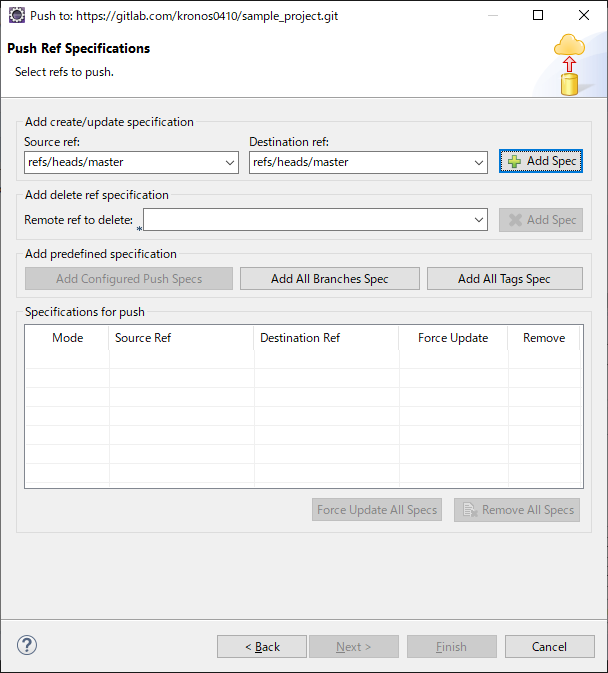 Push to: https://gitlab.com/kronos0410/sample_project.git
Push Ref Specifications
Select refs to push.
Add create/update specification
Source ref: Destination ref:
refs/heads/master refs/heads/master Add Spec
Add delete ref specification
Remote ref to delete: * Add Spec
Add predefined specification
Add Configured Push Specs Add All Branches Spec Add All Tags Spec
Specifications for push
Mode Source Ref Destination Ref Force Update Remove
Force Update All Specs Remove All Specs
? < Back Next > Finish Cancel